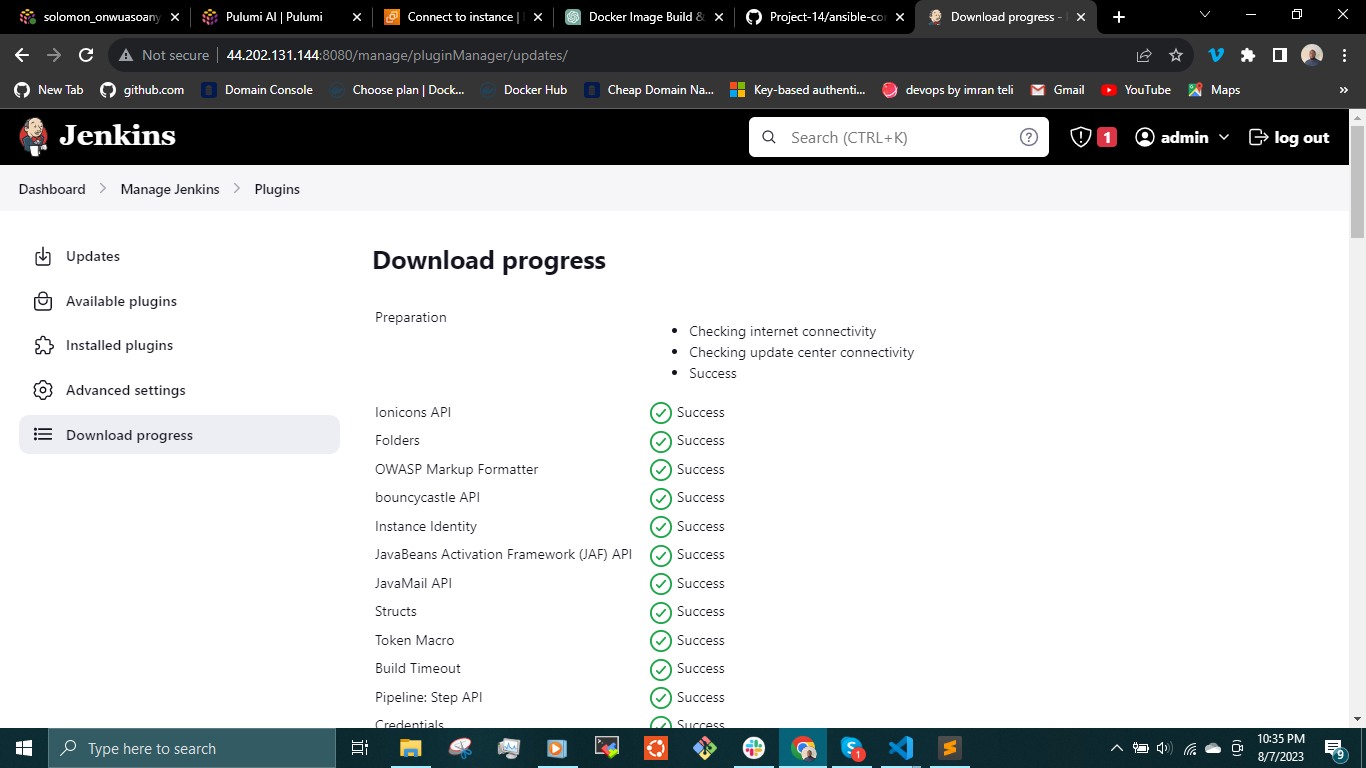 solomon_onwuasoany
Pulumi AI | Pulumi
Connect to instance |
Docker Image Build &
Project-14/ansible-co
Download progress -
Not secure
44.202.131.144:8080/manage/pluginManager/updates/
New Tab
github.com
Domain Console
Choose plan | Dock...
Docker Hub
Cheap Domain Na...
Key-based authenti...
devops by imran teli
Gmail
YouTube
Maps
»
Jenkins
Search (CTRL+K)
?
1
admin
log out
Dashboard
Manage Jenkins
Plugins
Updates
Available plugins
Installed plugins
Advanced settings
Download progress
Download progress
Preparation
• Checking internet connectivity
• Checking update center connectivity
• Success
Ionicons API Success
Folders Success
OWASP Markup Formatter Success
bouncycastle API Success
Instance Identity Success
JavaBeans Activation Framework (JAF) API Success
JavaMail API Success
Structs Success
Token Macro Success
Build Timeout Success
Pipeline: Step API Success
Credentials Success
Type here to search
1
10:35 PM
8/7/2023
9